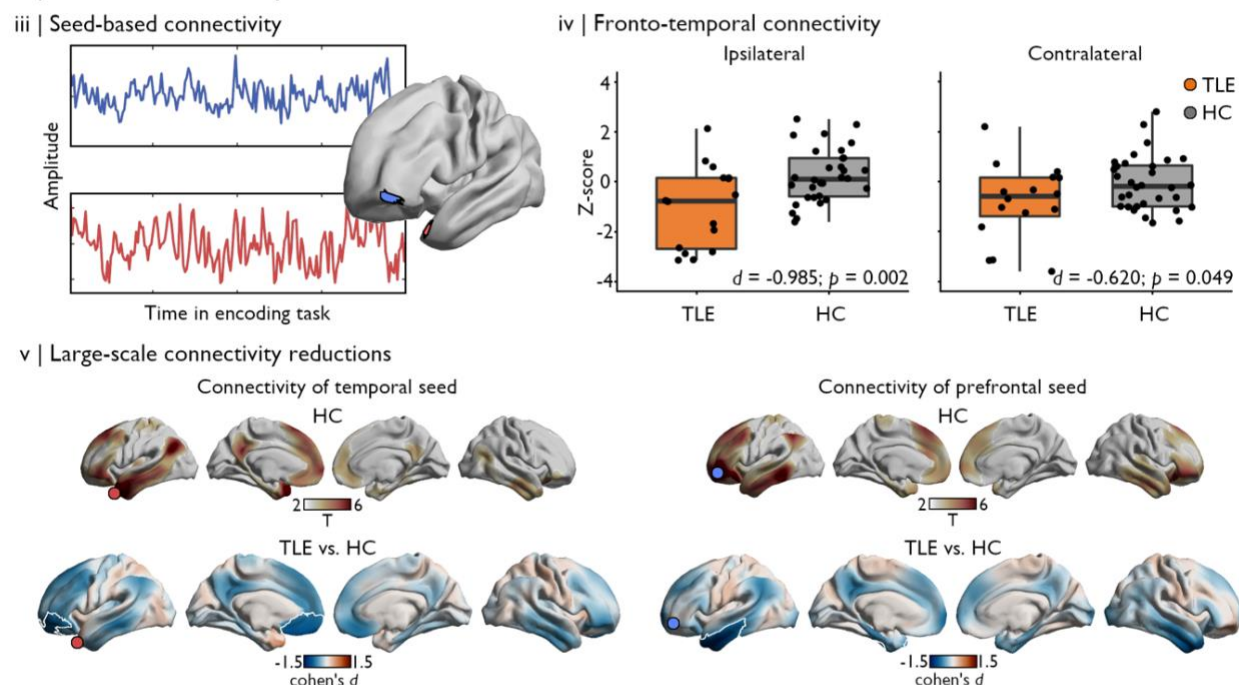 iii | Seed-based connectivity
Amplitude
Time in encoding task
iv | Fronto-temporal connectivity
Ipsilateral
Contralateral
TLE
HC
Z-score
4
2
0
-2
-4
d = -0.985; p = 0.002
d = -0.620; p = 0.049
TLE HC
TLE HC
v | Large-scale connectivity reductions
Connectivity of temporal seed
HC
2 6
T
TLE vs. HC
-1.5 1.5
cohen's d
Connectivity of prefrontal seed
HC
2 6
T
TLE vs. HC
-1.5 1.5
cohen's d